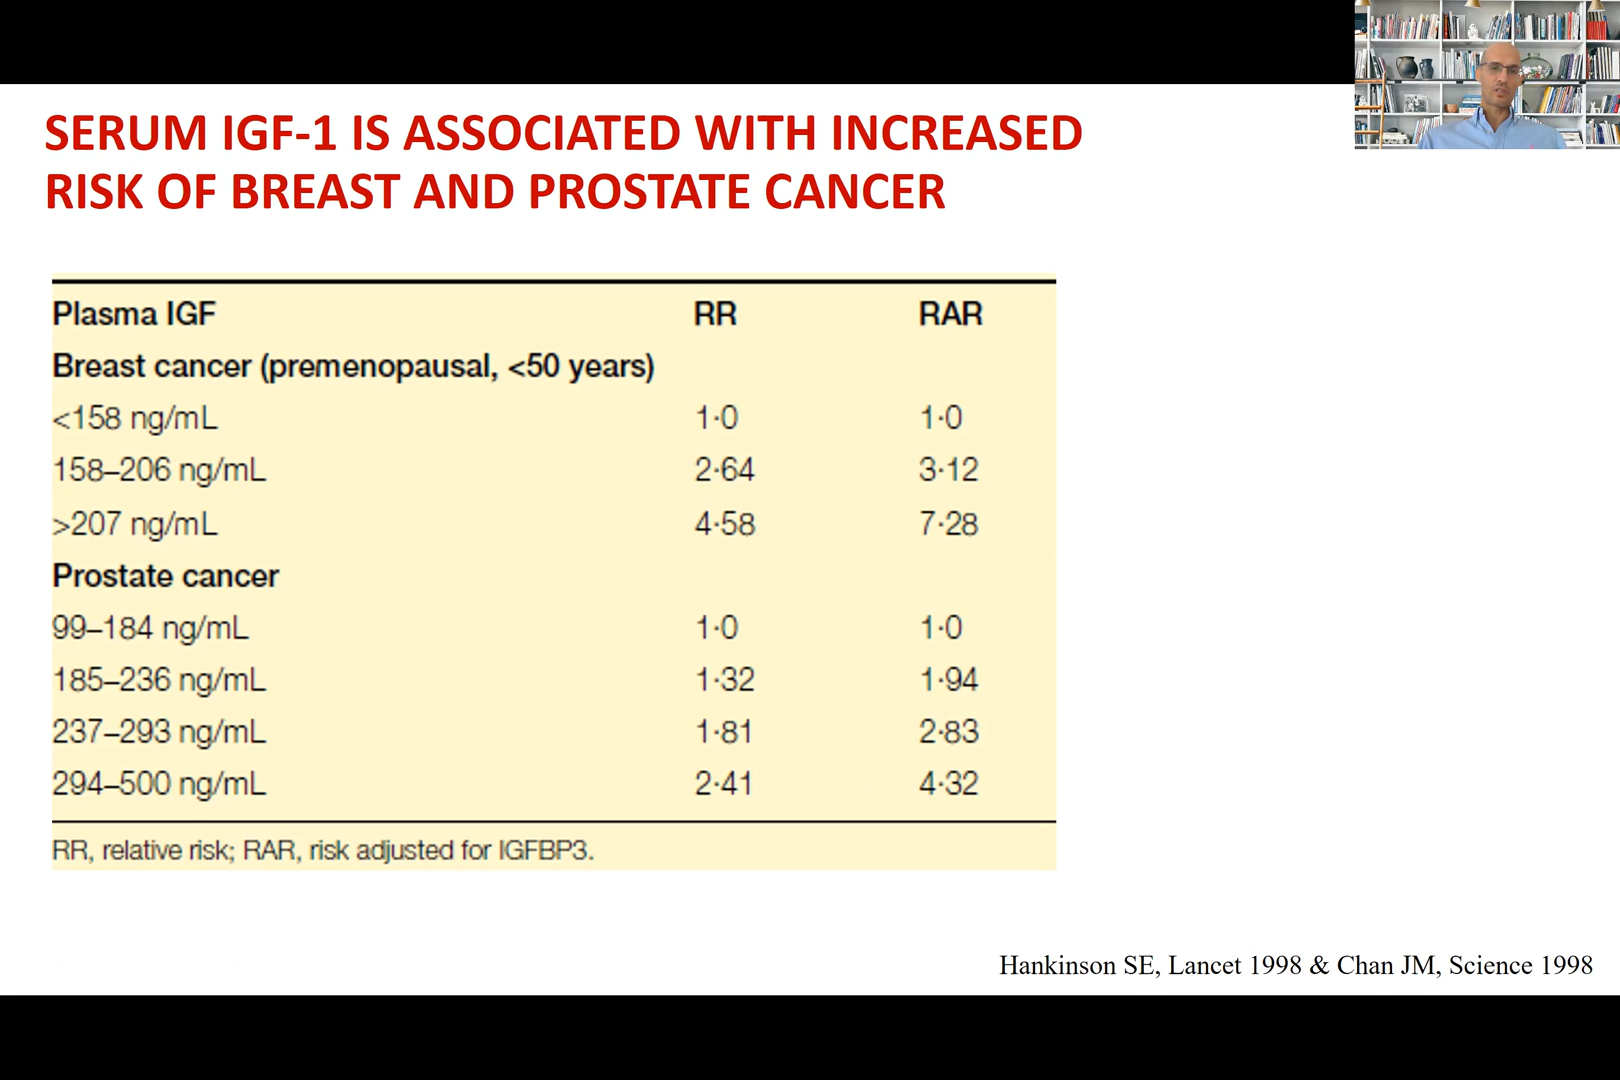 SERUM IGF-1 IS ASSOCIATED WITH INCREASED
RISK OF BREAST AND PROSTATE CANCER
Plasma IGF RR RAR
Breast cancer (premenopausal, <50 years)
<158 ng/mL 1·0 1·0
158–206 ng/mL 2·64 3·12
>207 ng/mL 4·58 7·28
Prostate cancer
99–184 ng/mL 1·0 1·0
185–236 ng/mL 1·32 1·94
237–293 ng/mL 1·81 2·83
294–500 ng/mL 2·41 4·32
RR, relative risk; RAR, risk adjusted for IGFBP3.
Hankinson SE, Lancet 1998 & Chan JM, Science 1998